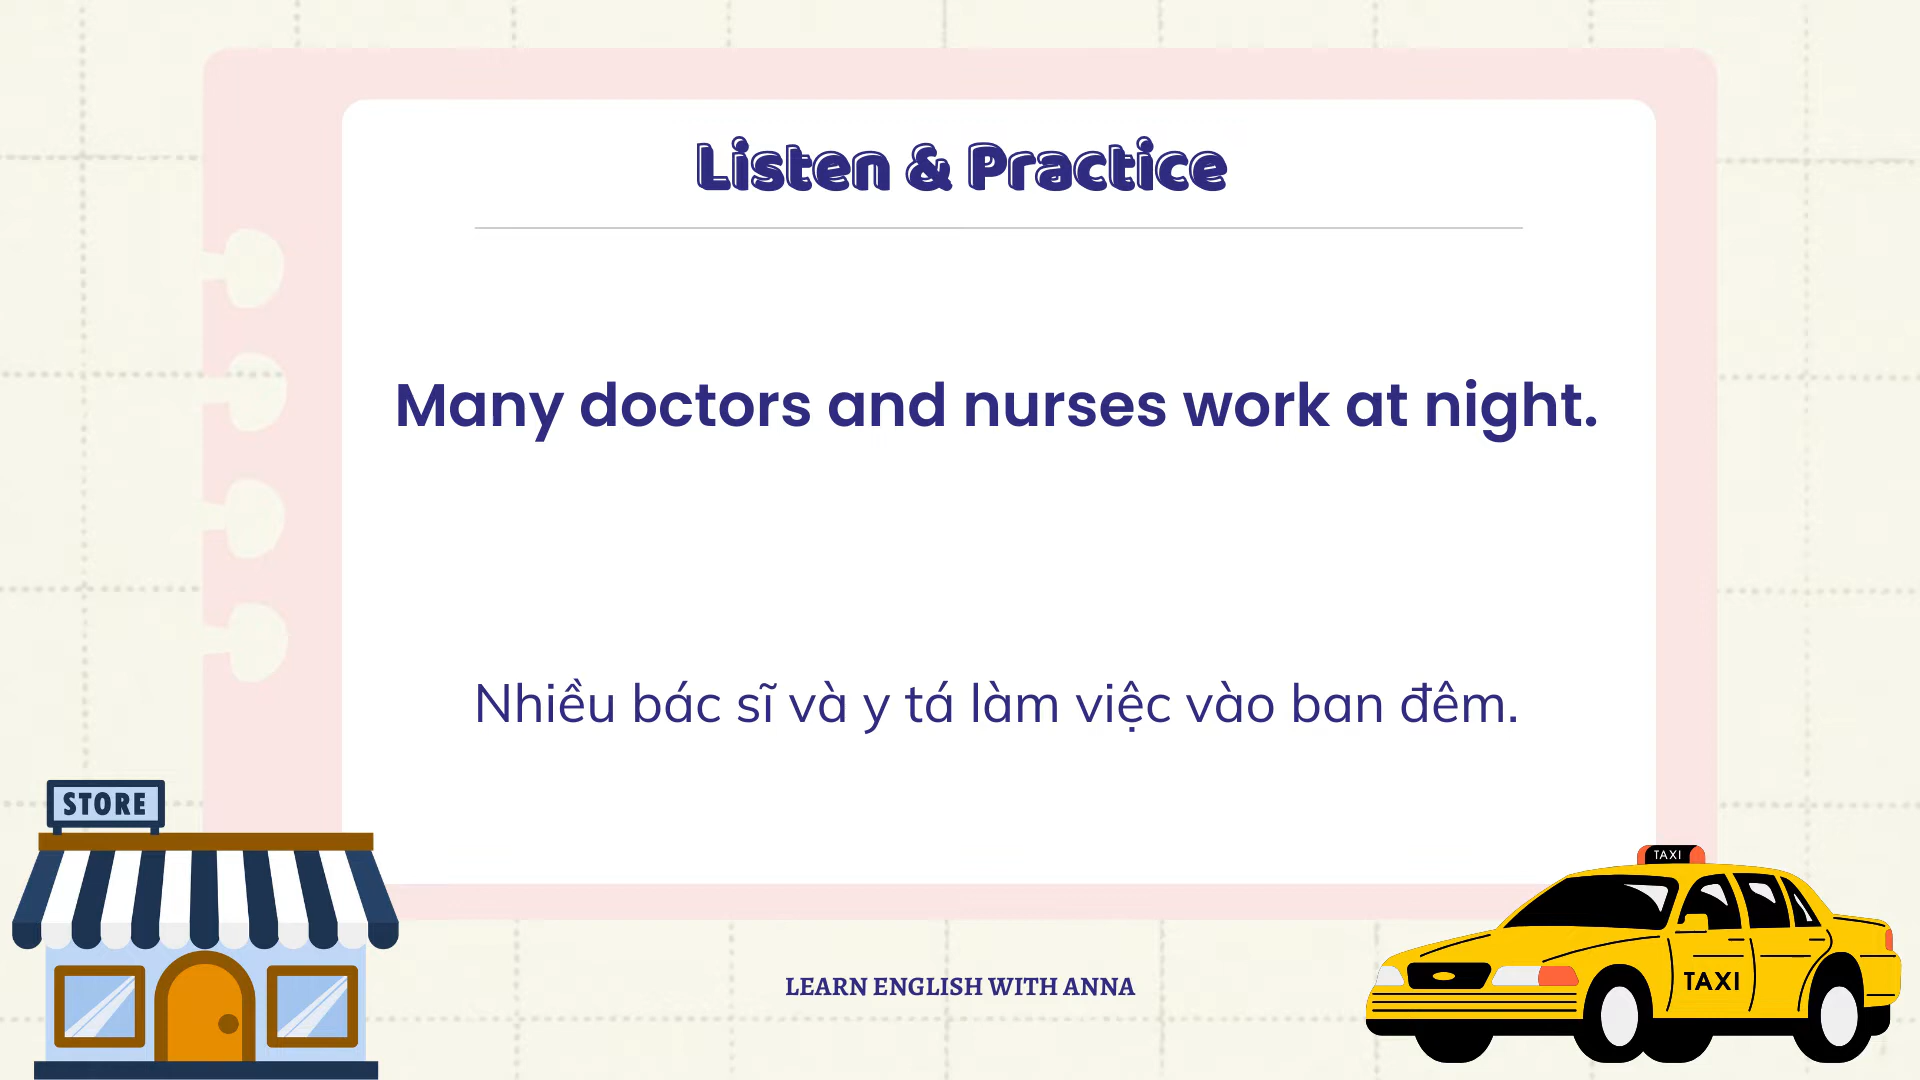 Listen & Practice
Many doctors and nurses work at night.
Nhiều bác sĩ và y tá làm việc vào ban đêm.
STORE
TAXI
TAXI
LEARN ENGLISH WITH ANNA